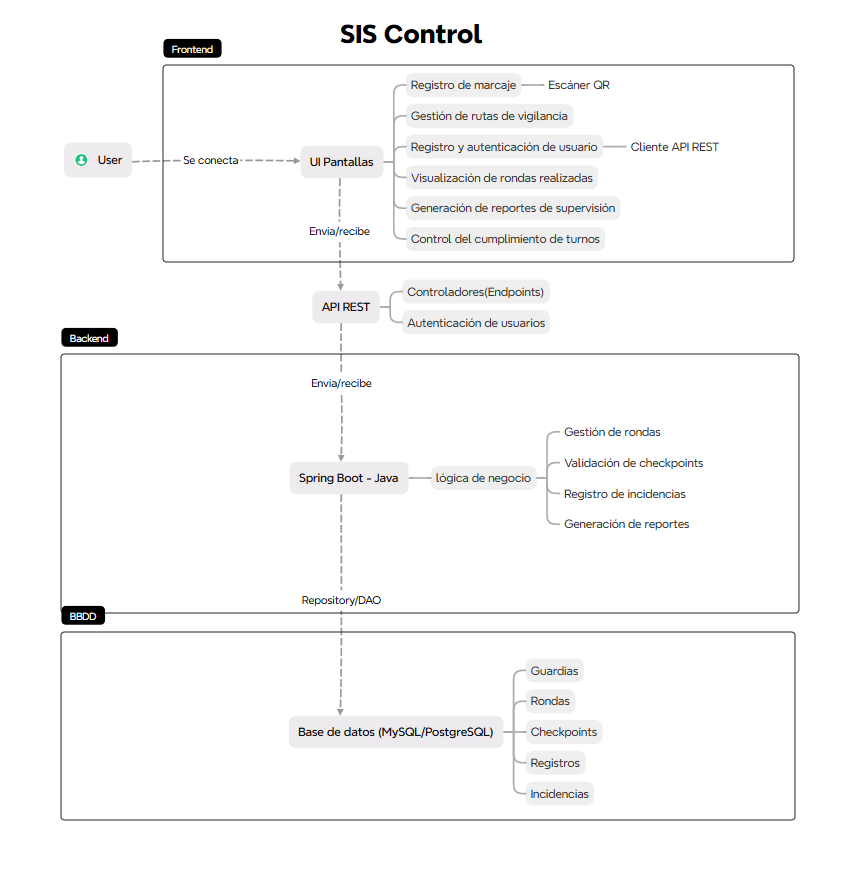 SIS Control
Frontend
Registro de marcaje
Escáner QR
Gestión de rutas de vigilancia
Registro y autenticación de usuario
Cliente API REST
User
Se conecta
UI Pantallas
Visualización de rondas realizadas
Generación de reportes de supervisión
Envia/recibe
Control del cumplimiento de turnos
API REST
Controladores(Endpoints)
Autenticación de usuarios
Backend
Envia/recibe
Gestión de rondas
Validación de checkpoints
Spring Boot - Java
lógica de negocio
Registro de incidencias
Generación de reportes
Repository/DAO
BBDD
Guardias
Rondas
Base de datos (MySQL/PostgreSQL)
Checkpoints
Registros
Incidencias